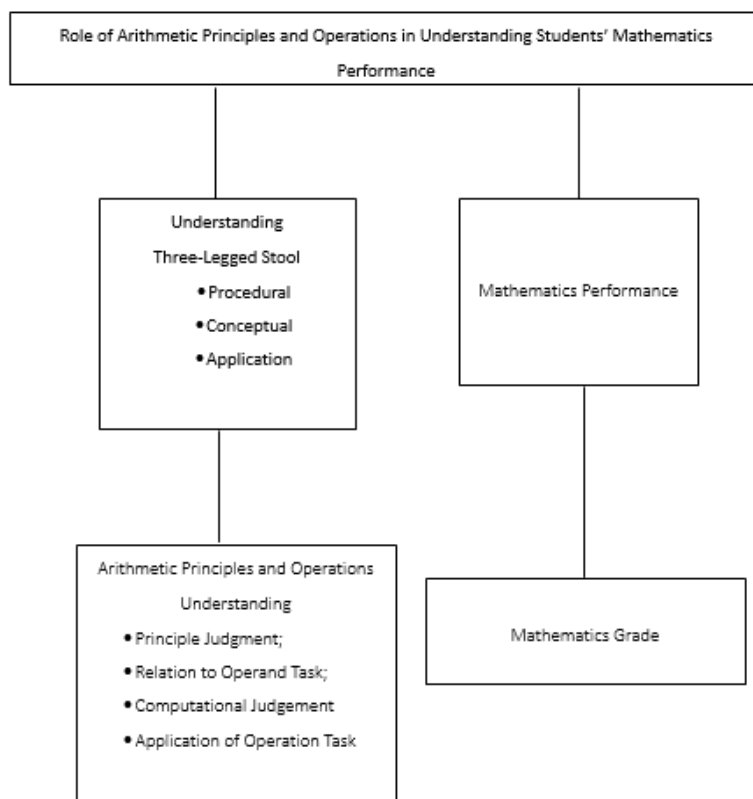 Role of Arithmetic Principles and Operations in Understanding Students’ Mathematics
Performance
Understanding
Three-Legged Stool
• Procedural
• Conceptual
• Application
Mathematics Performance
Arithmetic Principles and Operations
Understanding
• Principle Judgment;
• Relation to Operand Task;
• Computational Judgement
• Application of Operation Task
Mathematics Grade